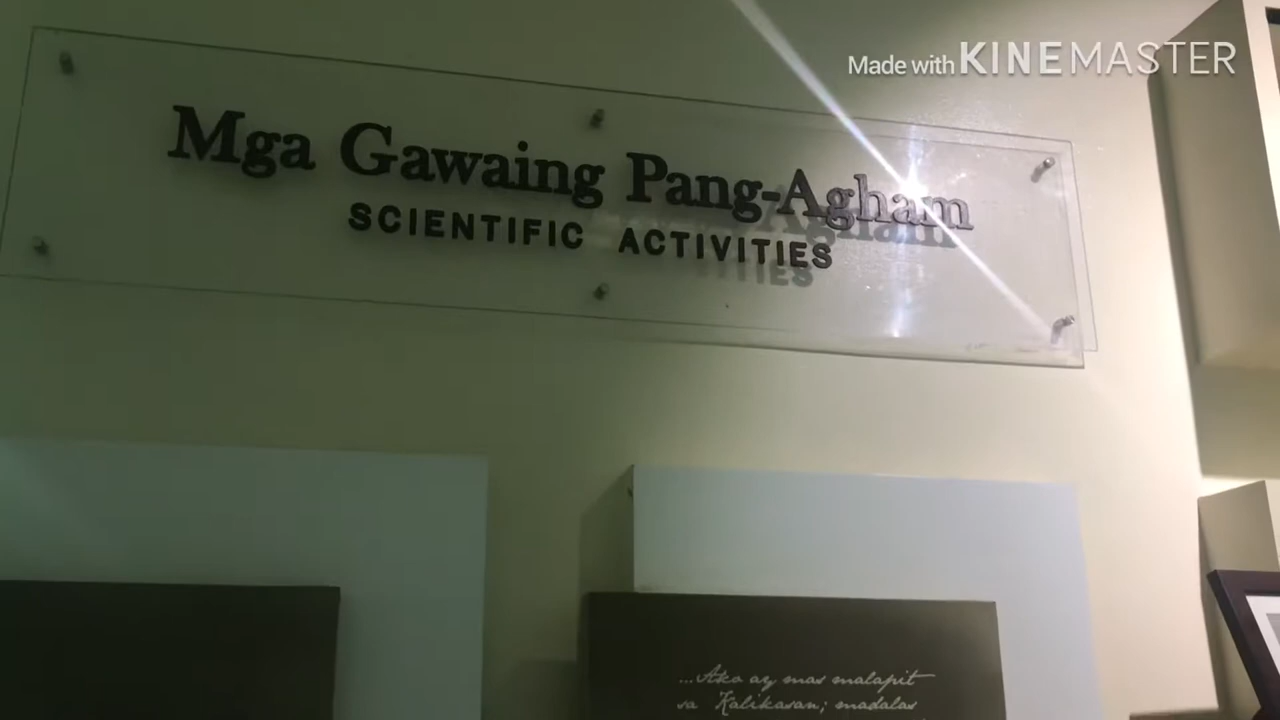 Made with KINEMASTER
Mga Gawaing Pang-Agham
SCIENTIFIC ACTIVITIES
...Ako ay mas malapit
sa Kalikasan; madalas